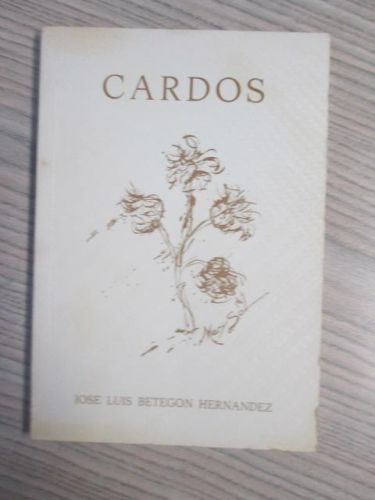 CARDOS
JOSE LUIS BETEGON HERNANDEZ